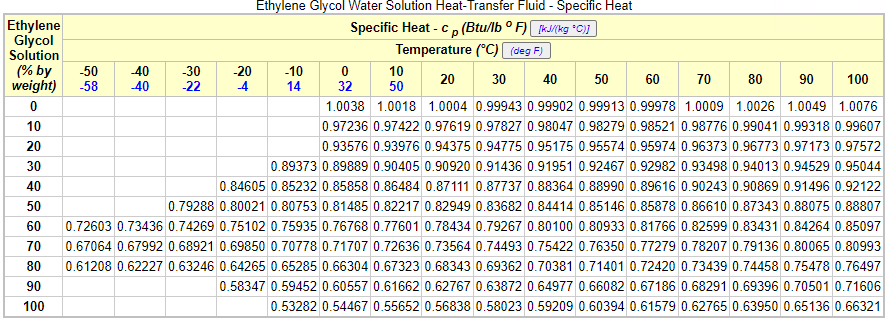 Ethylene Glycol Water Solution Heat-Transfer Fluid - Specific Heat
Ethylene Glycol Solution (% by weight)
Specific Heat - c p (Btu/lb o F) [kJ/(kg °C)]
Temperature (°C) (deg F)
-50 -40 -30 -20 -10 0 10 20 30 40 50 60 70 80 90 100
-58 -40 -22 -4 14 32 50
0 1.0038 1.0018 1.0004 0.99943 0.99902 0.99913 0.99978 1.0009 1.0026 1.0049 1.0076
10 0.97236 0.97422 0.97619 0.97827 0.98047 0.98279 0.98521 0.98776 0.99041 0.99318 0.99607
20 0.93576 0.93976 0.94375 0.94775 0.95175 0.95574 0.95974 0.96373 0.96773 0.97173 0.97572
30 0.89373 0.89889 0.90405 0.90920 0.91436 0.91951 0.92467 0.92982 0.93498 0.94013 0.94529 0.95044
40 0.84605 0.85232 0.85858 0.86484 0.87111 0.87737 0.88364 0.88990 0.89616 0.90243 0.90869 0.91496 0.92122
50 0.79288 0.80021 0.80753 0.81485 0.82217 0.82949 0.83682 0.84414 0.85146 0.85878 0.86610 0.87343 0.88075 0.88807
60 0.72603 0.73436 0.74269 0.75102 0.75935 0.76768 0.77601 0.78434 0.79267 0.80100 0.80933 0.81766 0.82599 0.83431 0.84264 0.85097
70 0.67064 0.67992 0.68921 0.69850 0.70778 0.71707 0.72636 0.73564 0.74493 0.75422 0.76350 0.77279 0.78207 0.79136 0.80065 0.80993
80 0.61208 0.62227 0.63246 0.64265 0.65285 0.66304 0.67323 0.68343 0.69362 0.70381 0.71401 0.72420 0.73439 0.74458 0.75478 0.76497
90 0.58347 0.59452 0.60557 0.61662 0.62767 0.63872 0.64977 0.66082 0.67186 0.68291 0.69396 0.70501 0.71606
100 0.53282 0.54467 0.55652 0.56838 0.58023 0.59209 0.60394 0.61579 0.62765 0.63950 0.65136 0.66321